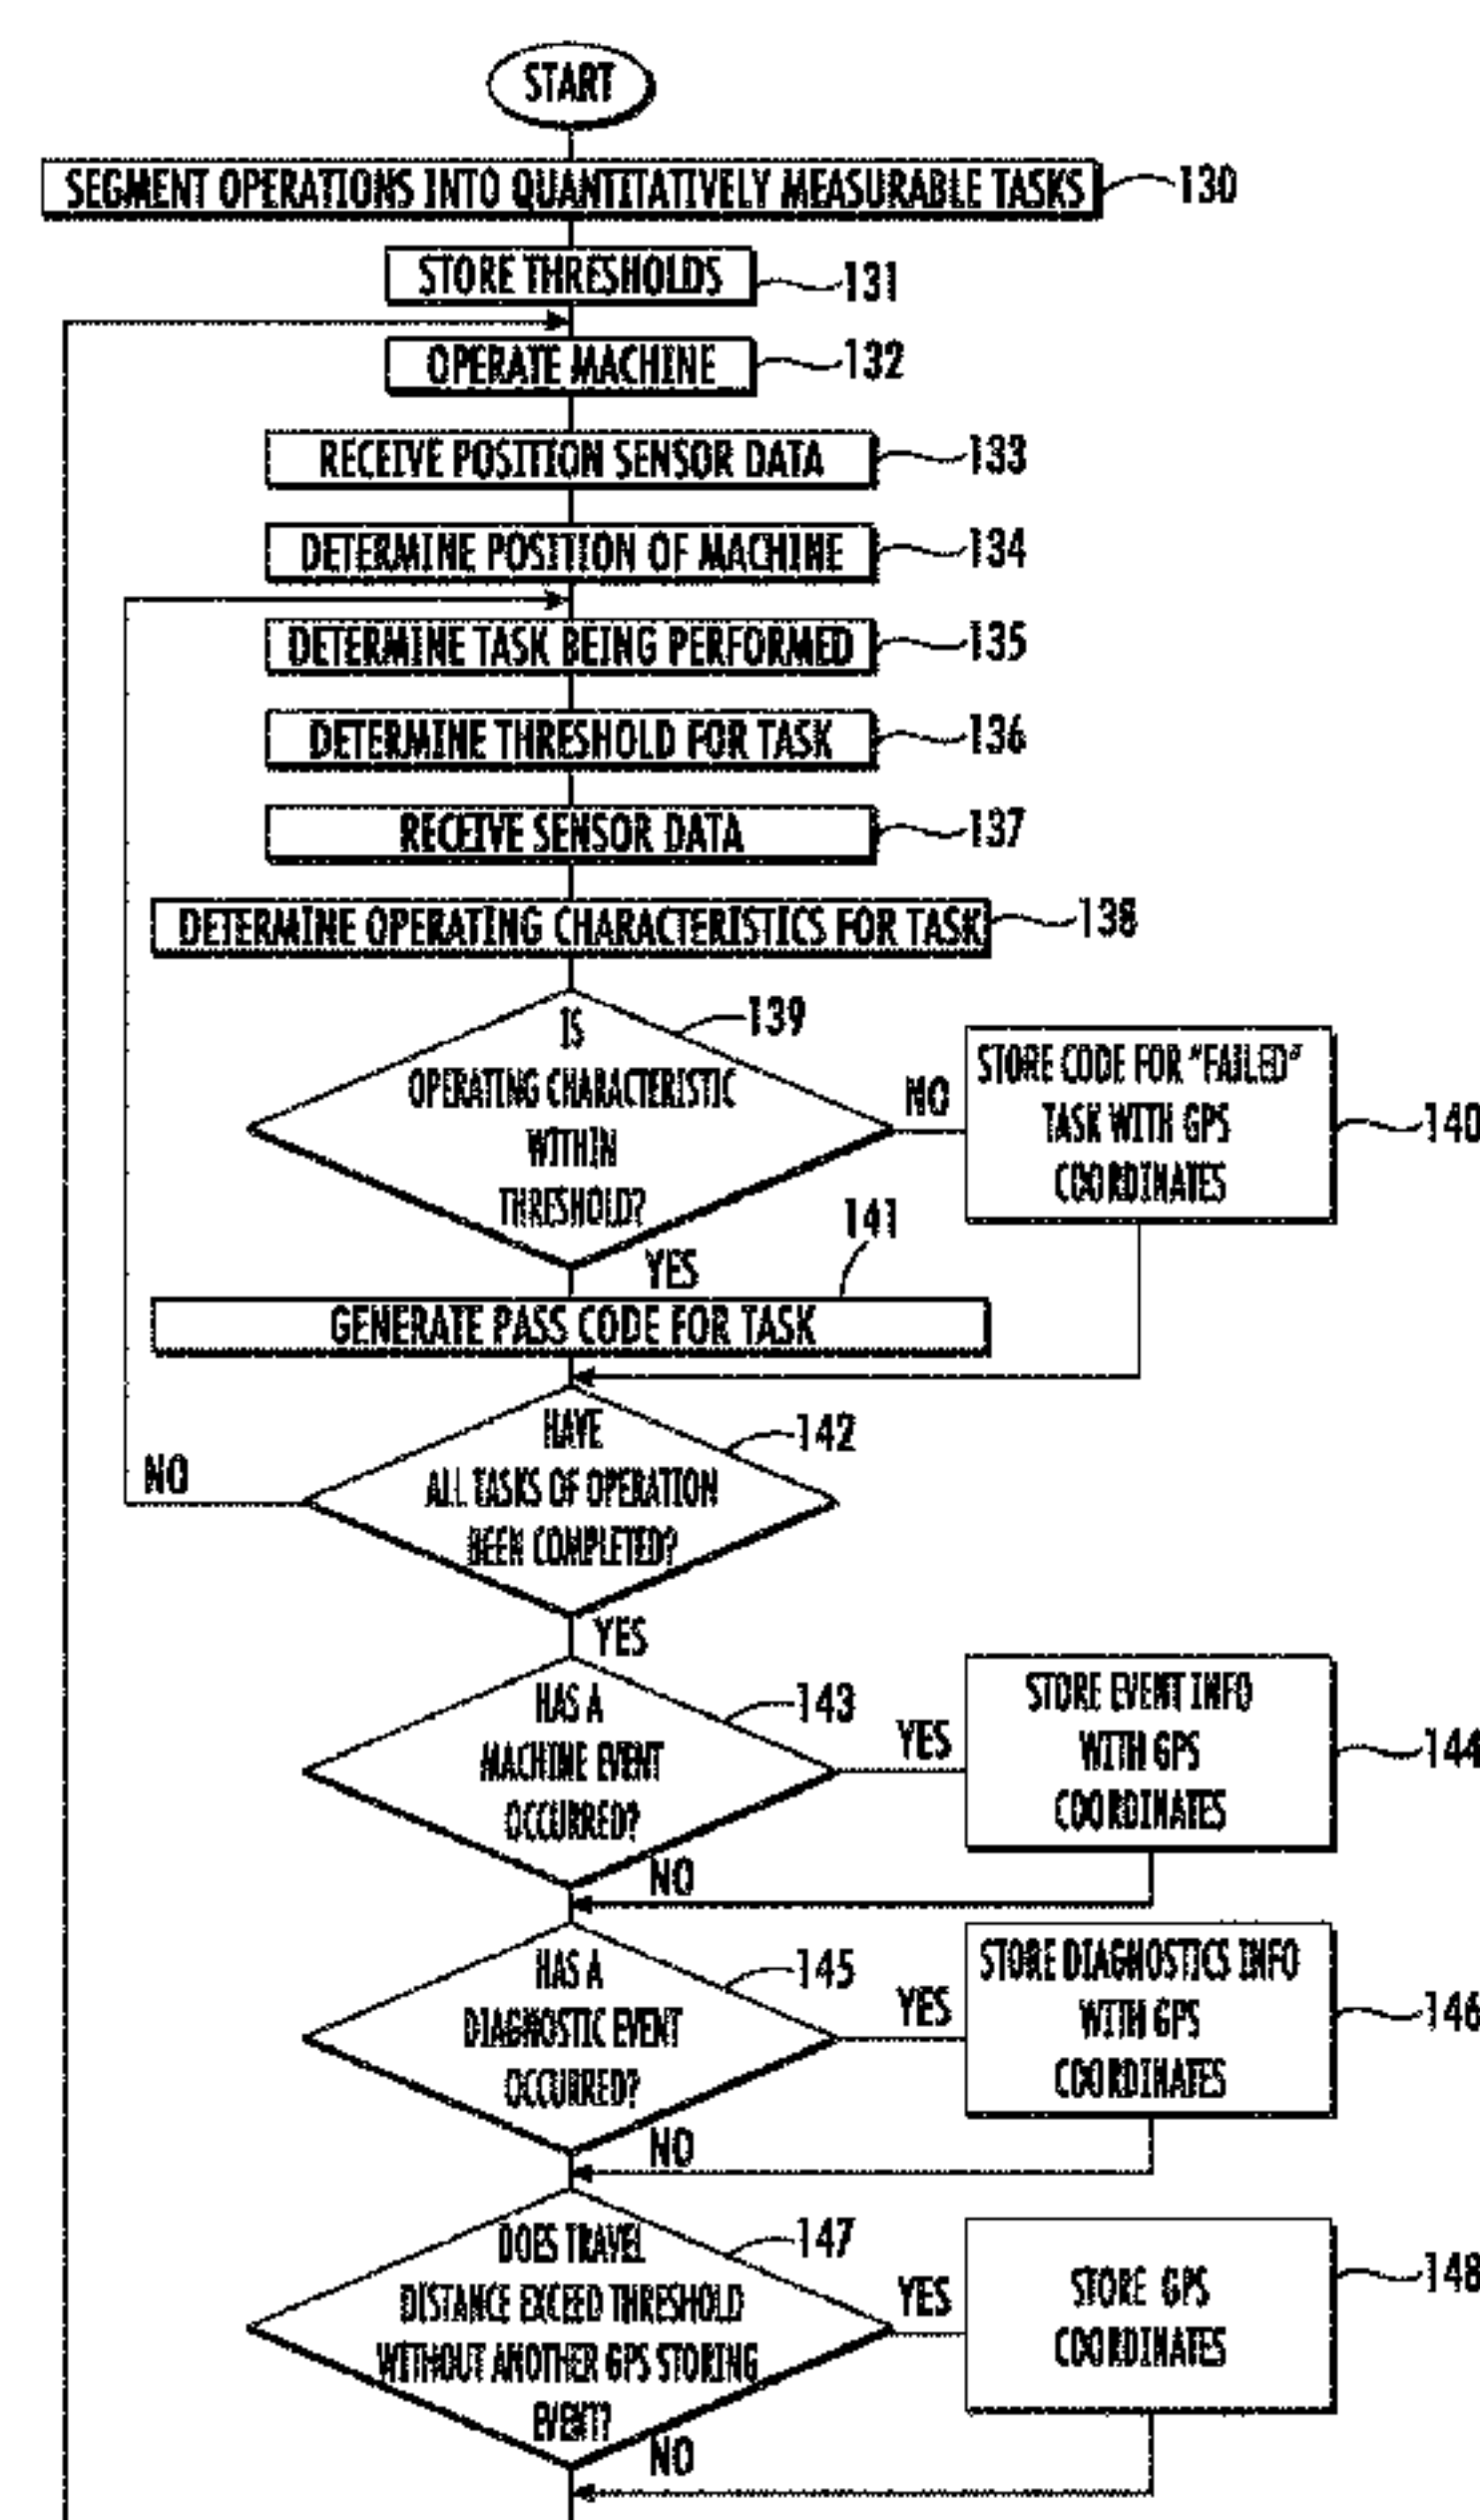 START
SEGMENT OPERATIONS INTO QUANTITATIVELY MEASURABLE TASKS
130
STORE THRESHOLDS
131
OPERATE MACHINE
132
RECEIVE POSITION SENSOR DATA
133
DETERMINE POSITION OF MACHINE
134
DETERMINE TASK BEING PERFORMED
135
DETERMINE THRESHOLD FOR TASK
136
RECEIVE SENSOR DATA
137
DETERMINE OPERATING CHARACTERISTICS FOR TASK
138
IS
OPERATING CHARACTERISTIC
WITHIN
THRESHOLD?
139
NO
STORE CODE FOR "FAILED"
TASK WITH GPS
COORDINATES
140
YES
141
GENERATE PASS CODE FOR TASK
HAVE
ALL TASKS OF OPERATION
BEEN COMPLETED?
142
NO
YES
HAS A
MACHINE EVENT
OCCURRED?
143
YES
STORE EVENT INFO
WITH GPS
COORDINATES
144
NO
HAS A
DIAGNOSTIC EVENT
OCCURRED?
145
YES
STORE DIAGNOSTICS INFO
WITH GPS
COORDINATES
146
NO
DOES TRAVEL
DISTANCE EXCEED THRESHOLD
WITHOUT ANOTHER GPS STORING
EVENT?
147
YES
STORE GPS
COORDINATES
148
NO